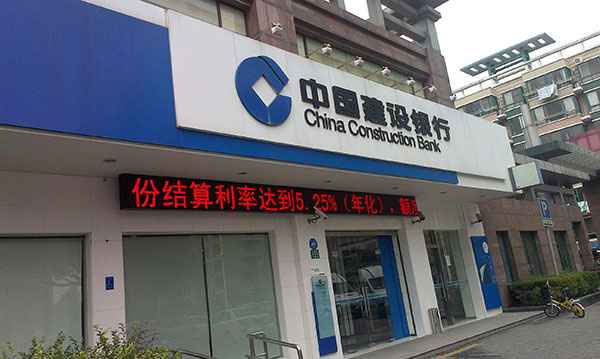 中国建设银行
China Construction Bank
份结算利率达到5.25%（年化），额度